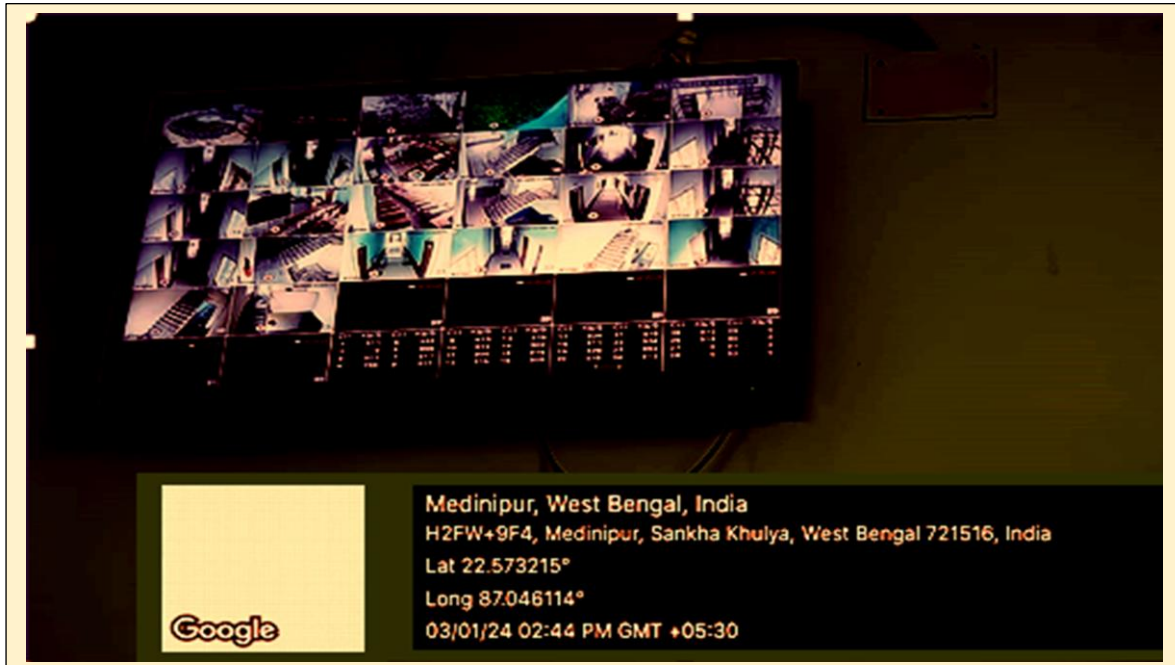 Medinipur, West Bengal, India
H2FW+9F4, Medinipur, Sankha Khulya, West Bengal 721516, India
Lat 22.573215°
Long 87.046114°
03/01/24 02:44 PM GMT +05:30
Google